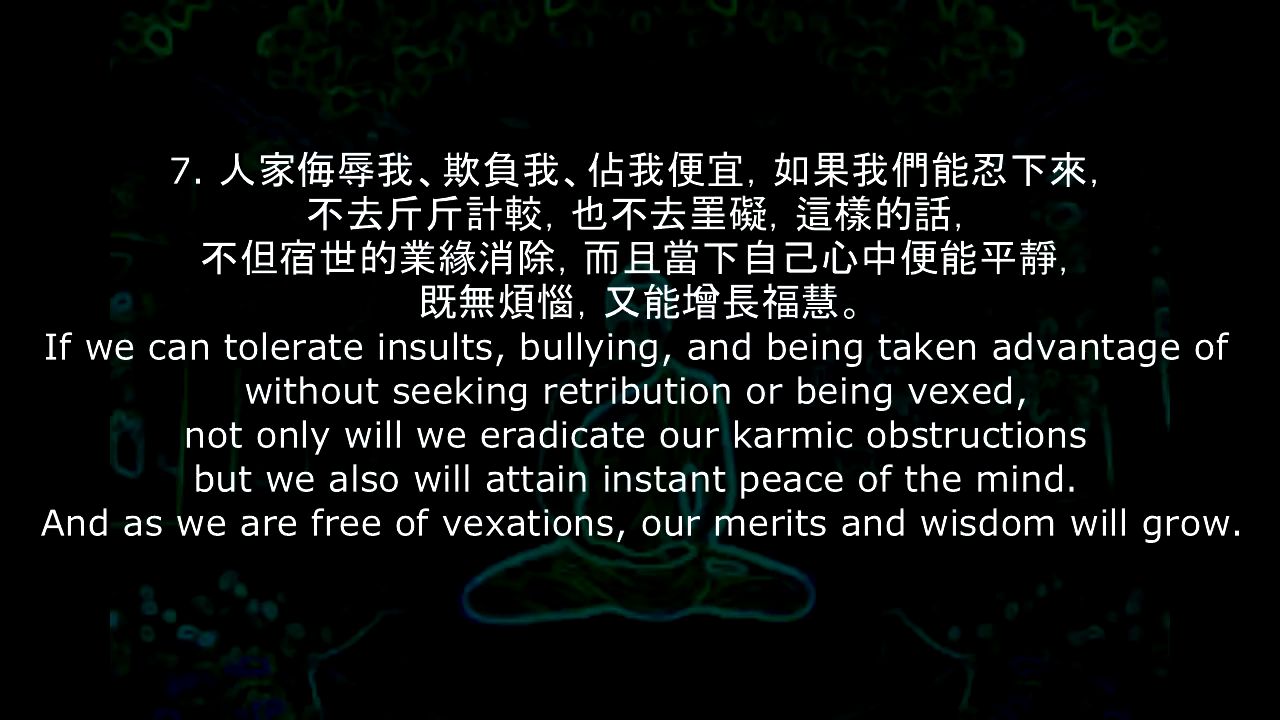 7. 人家侮辱我、欺負我、佔我便宜，如果我們能忍下來，
不去斤斤計較，也不去罣礙，這樣的話，
不但宿世的業緣消除，而且當下自己心中便能平靜，
既無煩惱，又能增長福慧。
If we can tolerate insults, bullying, and being taken advantage of
without seeking retribution or being vexed,
not only will we eradicate our karmic obstructions
but we also will attain instant peace of the mind.
And as we are free of vexations, our merits and wisdom will grow.